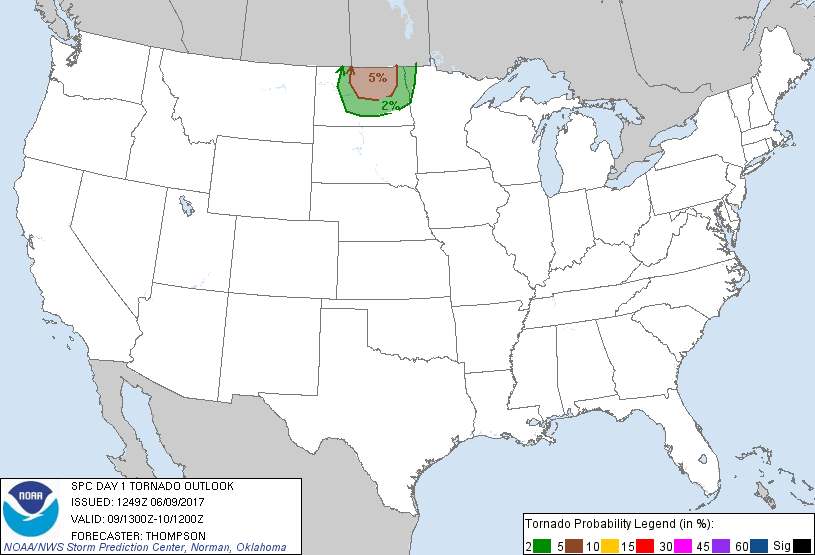 5%
2%
NOAA
SPC DAY 1 TORNADO OUTLOOK
ISSUED: 1249Z 06/09/2017
VALID: 09/1300Z-10/1200Z
FORECASTER: THOMPSON
NOAA/NWS Storm Prediction Center, Norman, Oklahoma
Tornado Probability Legend (in %):
2 5 10 15 30 45 60 Sig